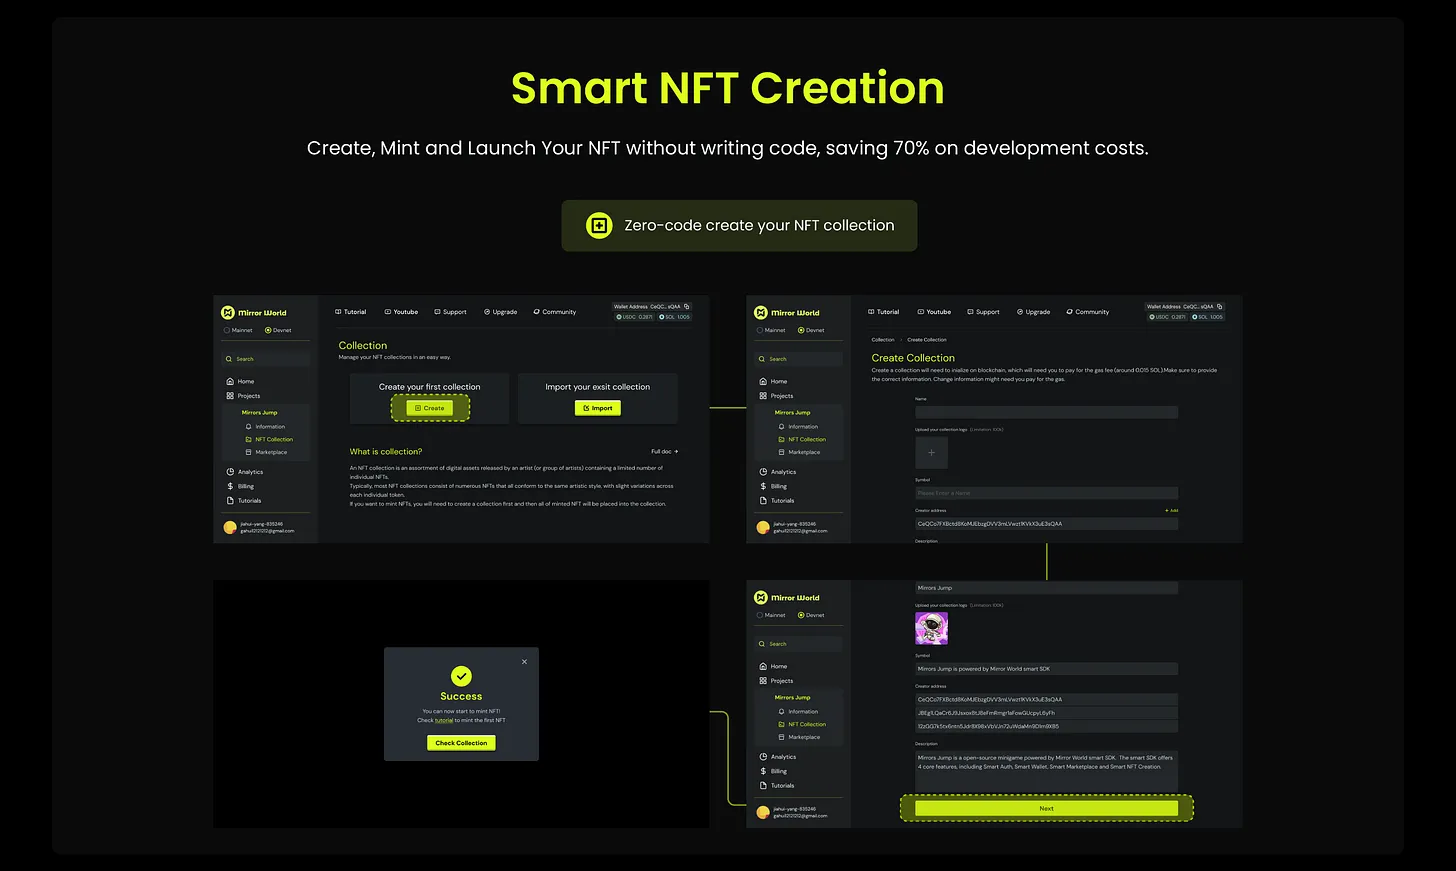 Smart NFT Creation
Create, Mint and Launch Your NFT without writing code, saving 70% on development costs.
Zero-code create your NFT collection
Mirror World
Mainnet Devnet
Search
Home
Projects
Mirrors Jump
Information
NFT Collection
Marketplace
Analytics
Billing
Tutorials
jiahui-yang-835246
gahui1212121212@gmail.com
Tutorial Youtube Support Upgrade Community
Wallet Address CeQC...sQAA
USDC 0.2871 SOL 1.005
Collection
Manage your NFT collections in an easy way.
Create your first collection
Create
Import your exsit collection
Import
What is collection?
Full doc
An NFT collection is an assortment of digital assets released by an artist (or group of artists) containing a limited number of
individual NFTs.
Typically, most NFT collections consist of numerous NFTs that all conform to the same artistic style, with slight variations across
each individual token.
If you want to mint NFTs, you will need to create a collection first and then all of minted NFT will be placed into the collection.
Mirror World
Mainnet Devnet
Search
Home
Projects
Mirrors Jump
Information
NFT Collection
Marketplace
Analytics
Billing
Tutorials
jiahui-yang-835246
Tutorial Youtube Support Upgrade Community
Wallet Address CeQC...sQAA
USDC 0.2871 SOL 1.005
Collection > Create Collection
Create Collection
Create a collection will need to inialize on blockchain, which will need you to pay for the gas fee (around 0.015 SOL).Make sure to provide
the correct information. Change information might need you pay for the gas.
Name
Upload your collection logo (Limitation: 100k)
Symbol
Please Enter a Name
Creator address
+ Add
Description
Success
You can now start to mint NFT!
Check tutorial to mint the first NFT
Check Collection
Mirror World
Mainnet Devnet
Search
Home
Projects
Mirrors Jump
Information
NFT Collection
Marketplace
Analytics
Billing
Tutorials
jiahui-yang-835246
Mirrors Jump
Upload your collection logo (Limitation: 100k)
Symbol
Mirrors Jump is powered by Mirror World smart SDK
Creator address
Description
Mirrors Jump is a open-source minigame powered by Mirror World smart SDK. The smart SDK offers
4 core features, including Smart Auth, Smart Wallet, Smart Marketplace and Smart NFT Creation.
Next